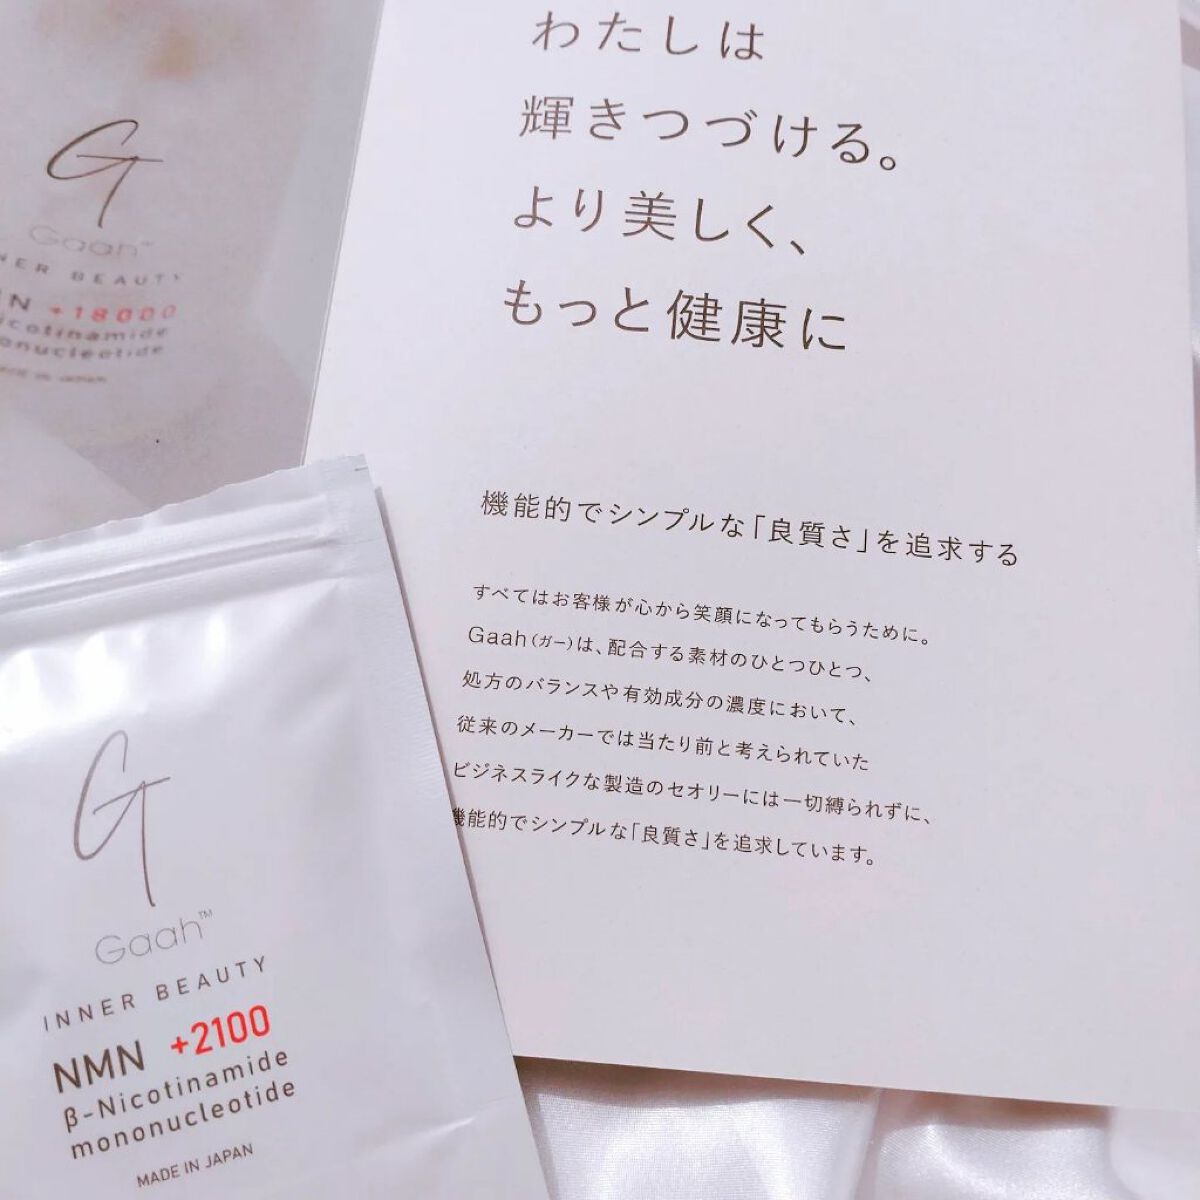 わたしは
輝きつづける。
より美しく、
もっと健康に
機能的でシンプルな「良質さ」を追求する
すべてはお客様が心から笑顔になってもらうために。
Gaah(ガー)は、配合する素材のひとつひとつ、
処方のバランスや有効成分の濃度において、
従来のメーカーでは当たり前と考えられていた
ビジネスライクな製造のセオリーには一切縛られずに、
機能的でシンプルな「良質さ」を追求しています。
G
Gaah™
NER BEAUTY
N +18000
icotinamide
onucleotide
MADE IN JAPAN
G
Gaah™
INNER BEAUTY
NMN +2100
β-Nicotinamide
mononucleotide
MADE IN JAPAN